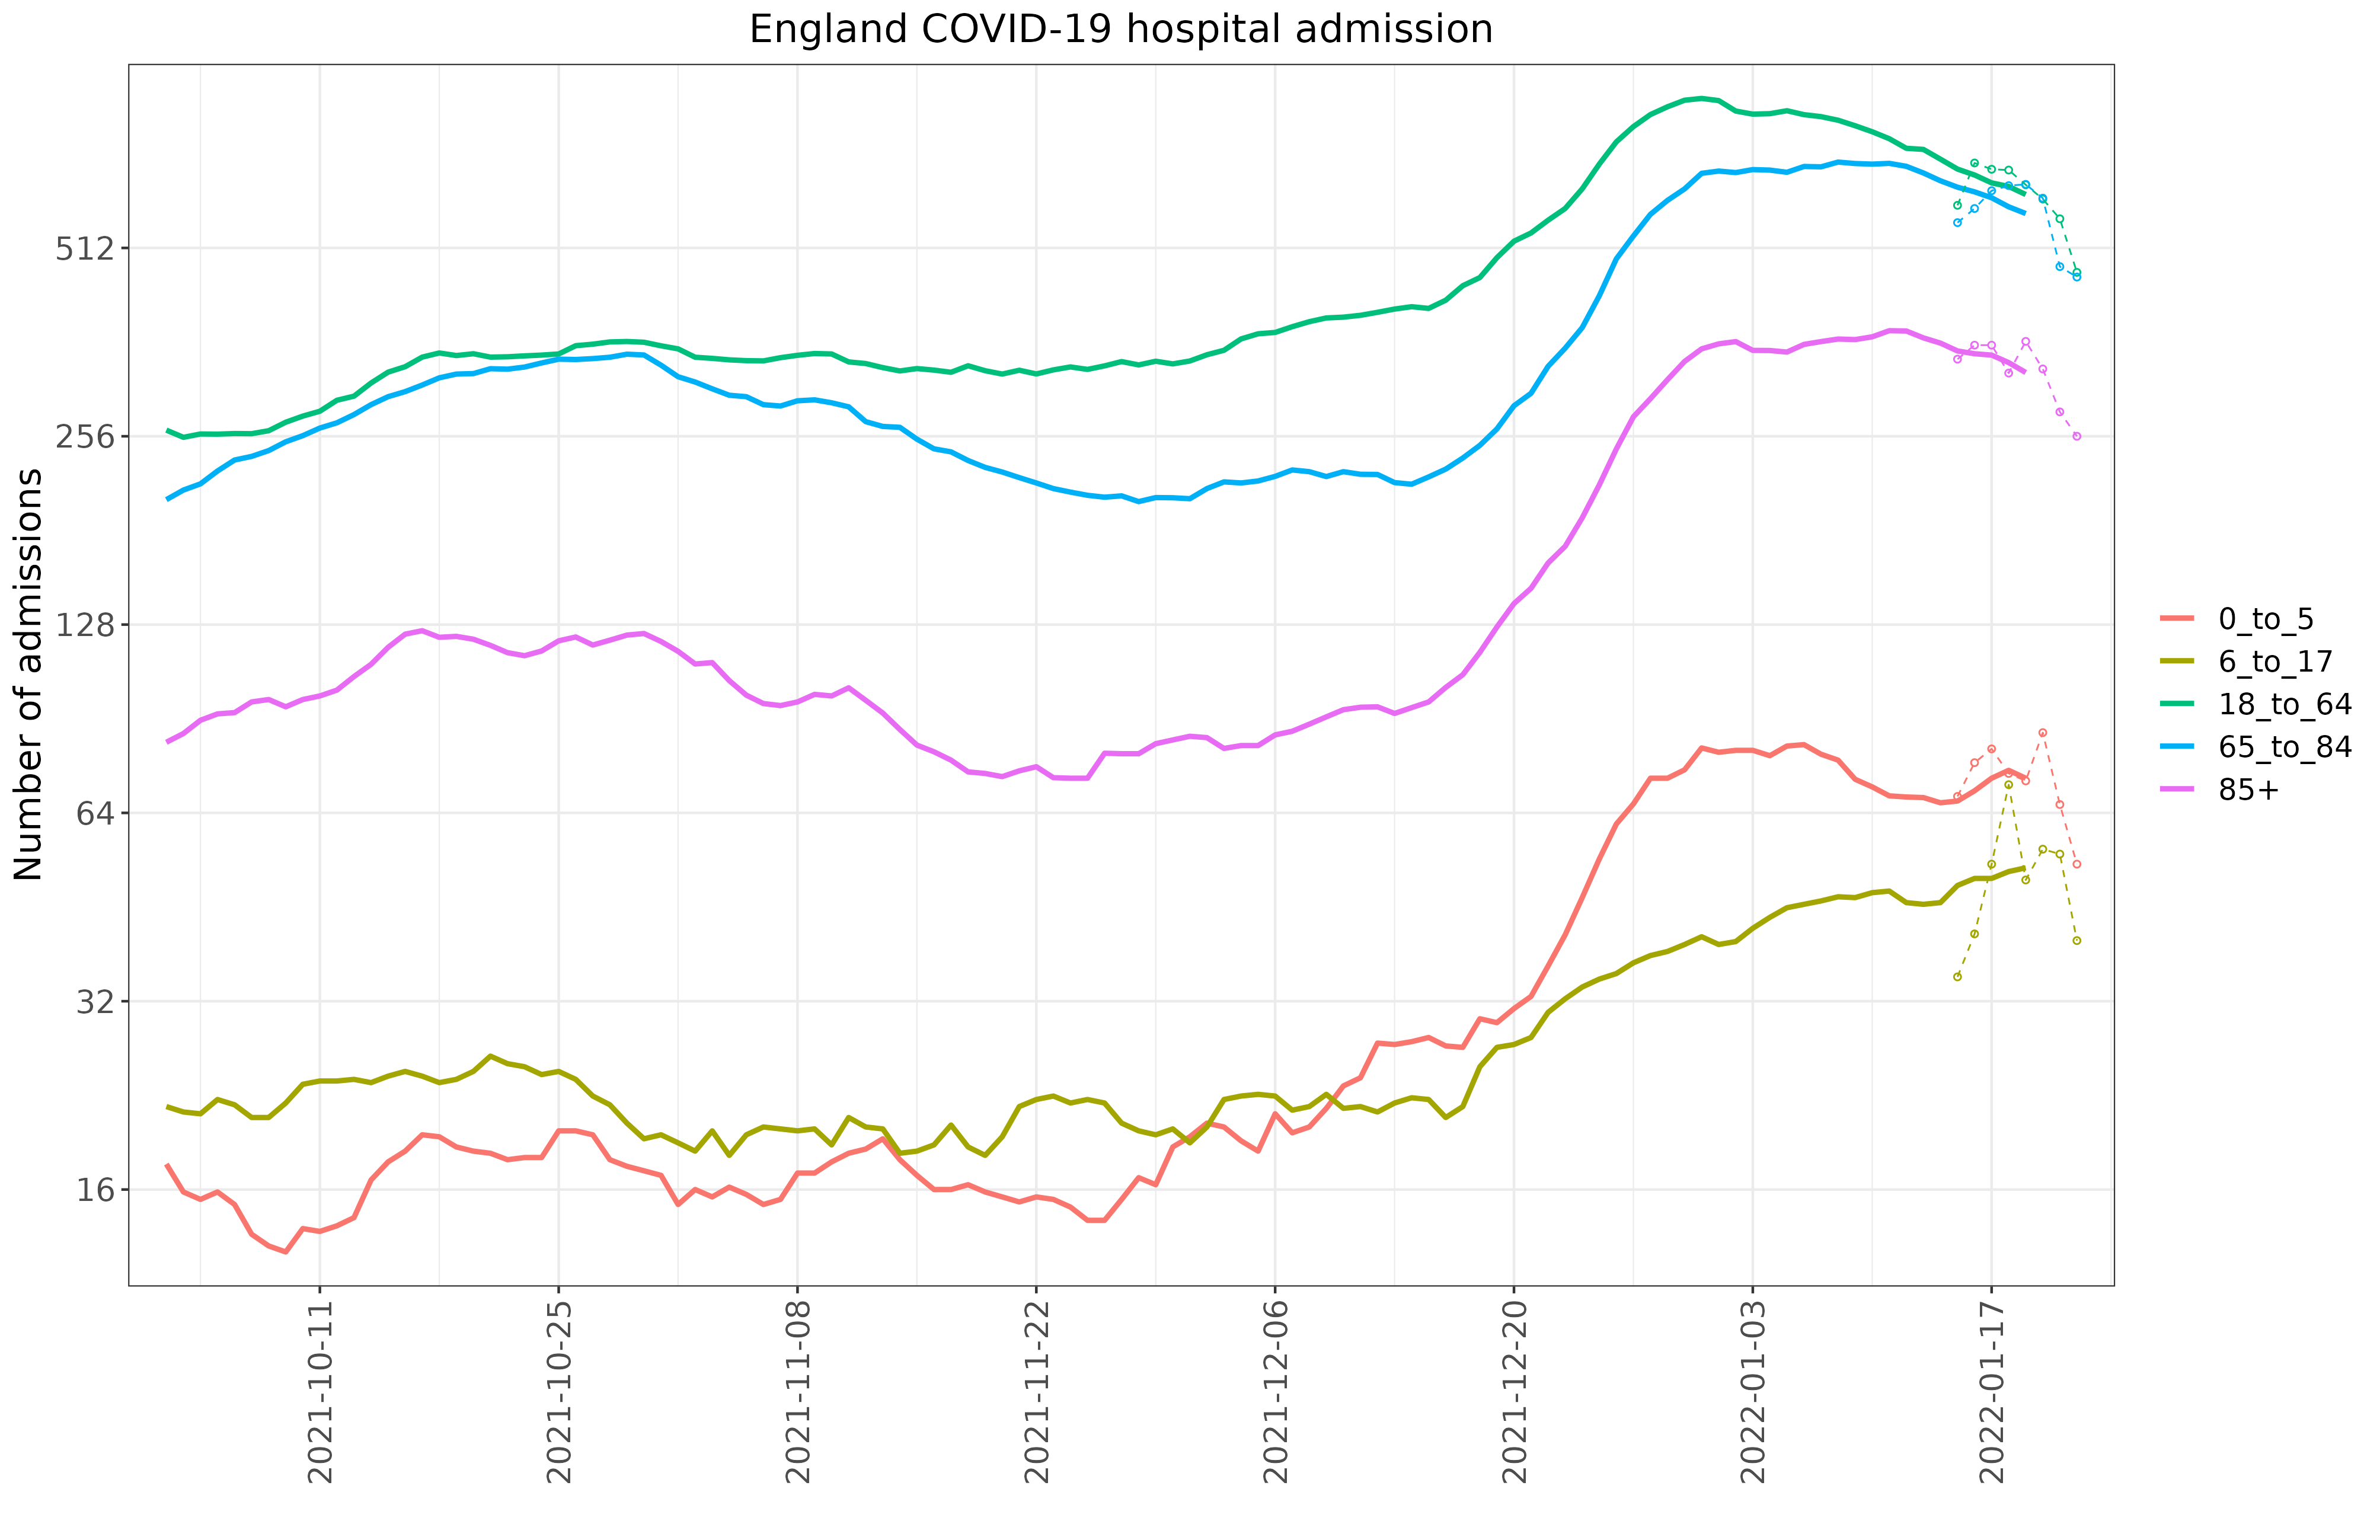 England COVID-19 hospital admission
Number of admissions
512
256
128
64
32
16
2021-10-11
2021-10-25
2021-11-08
2021-11-22
2021-12-06
2021-12-20
2022-01-03
2022-01-17
0_to_5
6_to_17
18_to_64
65_to_84
85+